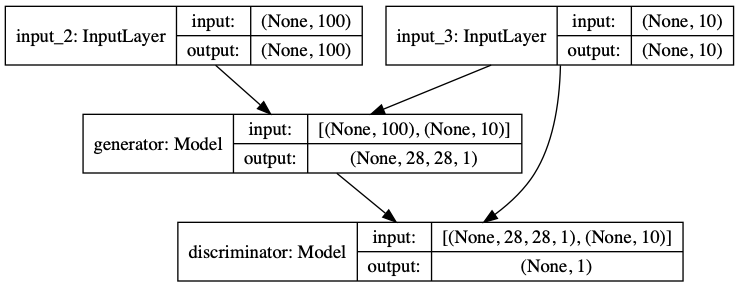 input_2: InputLayer
input: (None, 100)
output: (None, 100)
input_3: InputLayer
input: (None, 10)
output: (None, 10)
generator: Model
input: [(None, 100), (None, 10)]
output: (None, 28, 28, 1)
discriminator: Model
input: [(None, 28, 28, 1), (None, 10)]
output: (None, 1)